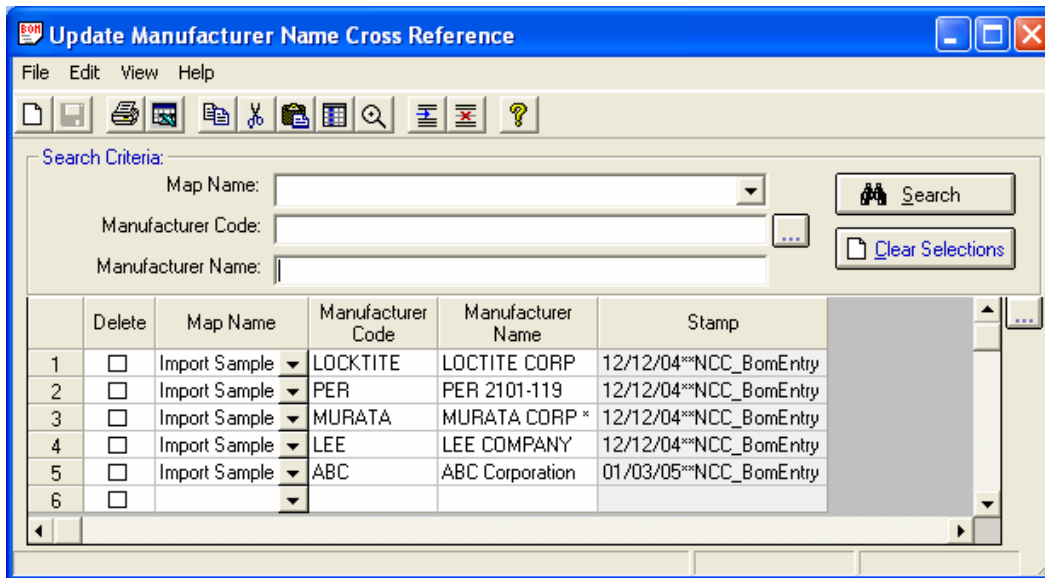 BOM Update Manufacturer Name Cross Reference
File Edit View Help
Search Criteria:
Map Name:
Search
Manufacturer Code:
...
Clear Selections
Manufacturer Name:
Delete Map Name Manufacturer Code Manufacturer Name Stamp
...
1 Import Sample LOCKTITE LOCTITE CORP 12/12/04**NCC_BomEntry
2 Import Sample PER PER 2101-119 12/12/04**NCC_BomEntry
3 Import Sample MURATA MURATA CORP * 12/12/04**NCC_BomEntry
4 Import Sample LEE LEE COMPANY 12/12/04**NCC_BomEntry
5 Import Sample ABC ABC Corporation 01/03/05**NCC_BomEntry
6